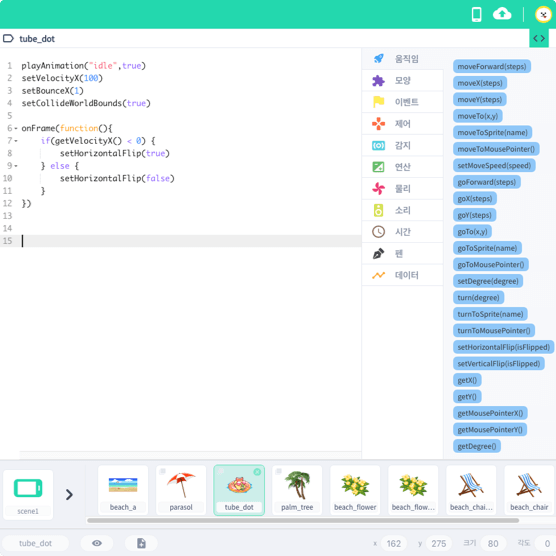 tube_dot
<>
1 playAnimation("idle",true)
2 setVelocityX(100)
3 setBounceX(1)
4 setCollideWorldBounds(true)
5
6 onFrame(function(){
7 if(getVelocityX() < 0) {
8 setHorizontalFlip(true)
9 } else {
10 setHorizontalFlip(false)
11 }
12 })
13
14
15
움직임
모양
이벤트
제어
감지
연산
물리
소리
시간
펜
데이터
moveForward(steps)
moveX(steps)
moveY(steps)
moveTo(x,y)
moveToSprite(name)
moveToMousePointer()
setMoveSpeed(speed)
goForward(steps)
goX(steps)
goY(steps)
goTo(x,y)
goToSprite(name)
goToMousePointer()
setDegree(degree)
turn(degree)
turnToSprite(name)
turnToMousePointer()
setHorizontalFlip(isFlipped)
setVerticalFlip(isFlipped)
getX()
getY()
getMousePointerX()
getMousePointerY()
getDegree()
scene1
beach_a
parasol
tube_dot
palm_tree
beach_flower
beach_flow...
beach_chai...
beach_chair
tube_dot
x 162 y 275 크기 80 각도 0